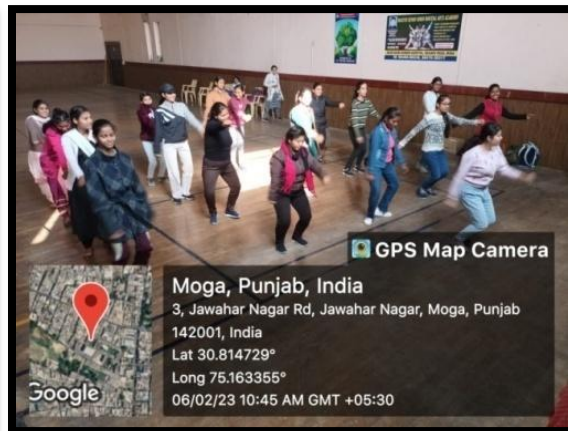 GPS Map Camera
Moga, Punjab, India
3, Jawahar Nagar Rd, Jawahar Nagar, Moga, Punjab
142001, India
Lat 30.814729°
Long 75.163355°
06/02/23 10:45 AM GMT +05:30
Google